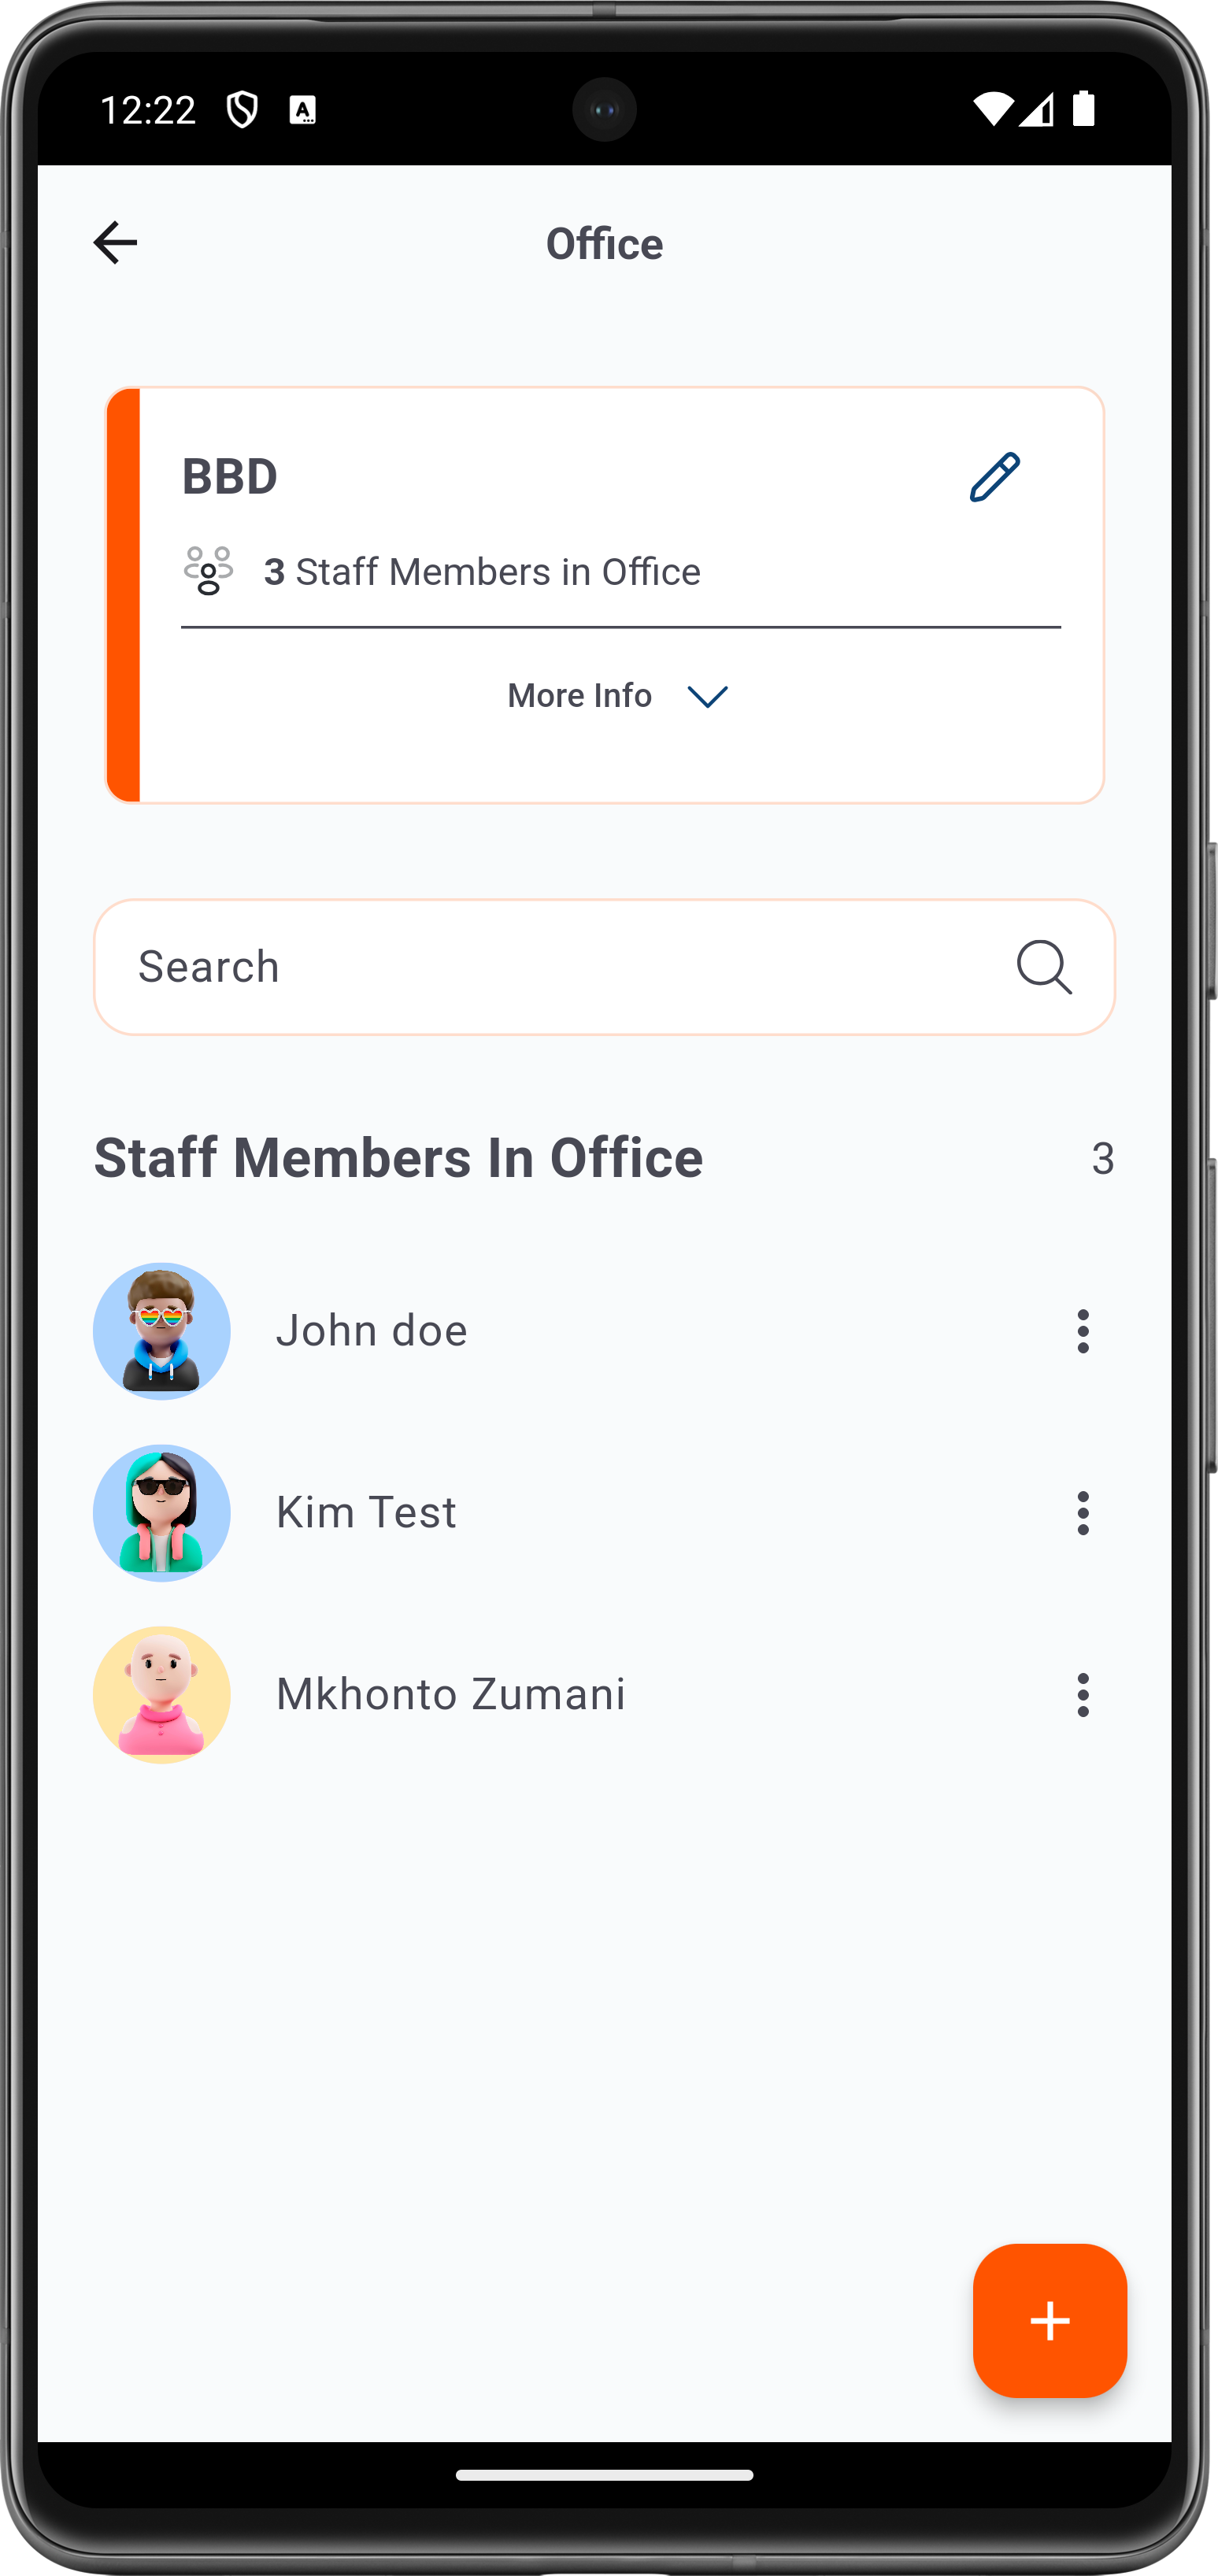 12:22
Office
BBD
3 Staff Members in Office
More Info
Search
Staff Members In Office 3
John doe
Kim Test
Mkhonto Zumani